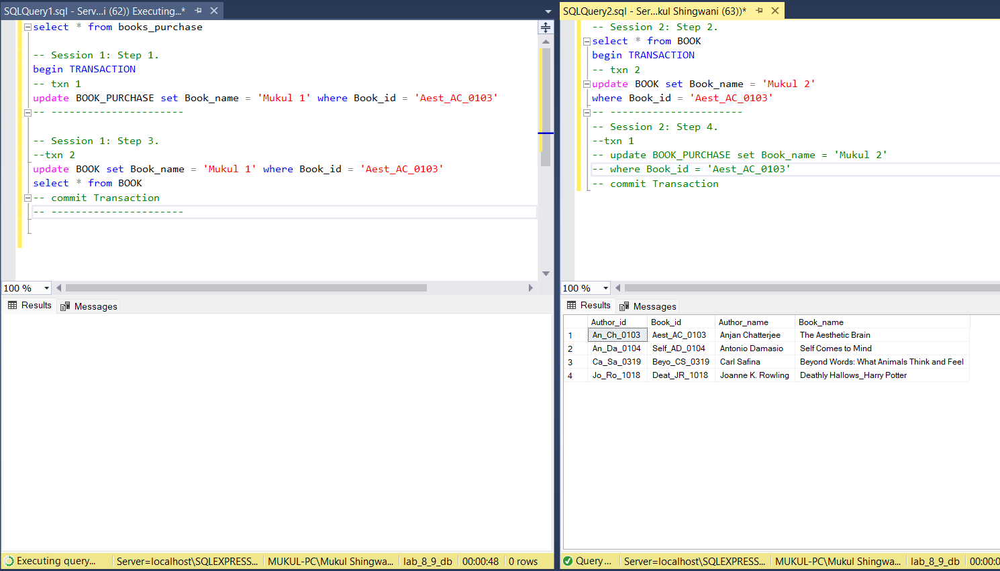 SQLQuery1.sql - Serv...i (62)) Executing...*
select * from books_purchase
-- Session 1: Step 1.
begin TRANSACTION
-- txn 1
update BOOK_PURCHASE set Book_name = 'Mukul 1' where Book_id = 'Aest_AC_0103'
-- ----------------------
-- Session 1: Step 3.
--txn 2
update BOOK set Book_name = 'Mukul 1' where Book_id = 'Aest_AC_0103'
select * from BOOK
-- commit Transaction
-- ----------------------
100 %
Results Messages
Executing query... Server=localhost\SQLEXPRESS... MUKUL-PC\Mukul Shingwa... lab_8_9_db 00:00:48 0 rows
SQLQuery2.sql - Ser...kul Shingwani (63))*
-- Session 2: Step 2.
select * from BOOK
begin TRANSACTION
-- txn 2
update BOOK set Book_name = 'Mukul 2'
where Book_id = 'Aest_AC_0103'
-- ----------------------
-- Session 2: Step 4.
--txn 1
-- update BOOK_PURCHASE set Book_name = 'Mukul 2'
-- where Book_id = 'Aest_AC_0103'
-- commit Transaction
100 %
Results Messages
Author_id Book_id Author_name Book_name
1 An_Ch_0103 Aest_AC_0103 Anjan Chatterjee The Aesthetic Brain
2 An_Da_0104 Self_AD_0104 Antonio Damasio Self Comes to Mind
3 Ca_Sa_0319 Beyo_CS_0319 Carl Safina Beyond Words: What Animals Think and Feel
4 Jo_Ro_1018 Deat_JR_1018 Joanne K. Rowling Deathly Hallows_Harry Potter
Query... Server=localhost\SQLEXPRESS... MUKUL-PC\Mukul Shingwa... lab_8_9_db 00:00:0